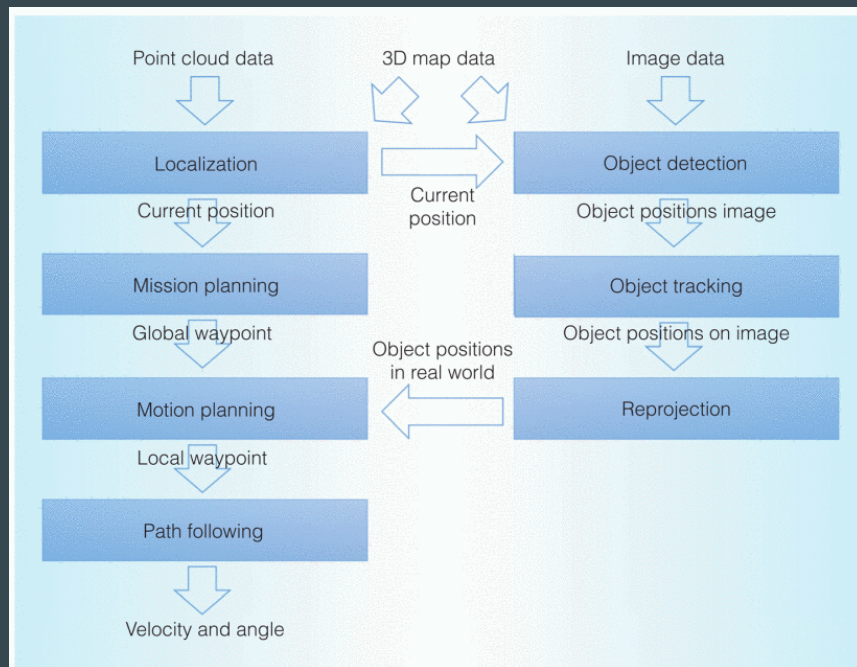 Point cloud data
3D map data
Image data
Localization
Object detection
Current
position
Current position
Object positions image
Mission planning
Object tracking
Global waypoint
Object positions on image
Object positions
in real world
Motion planning
Reprojection
Local waypoint
Path following
Velocity and angle